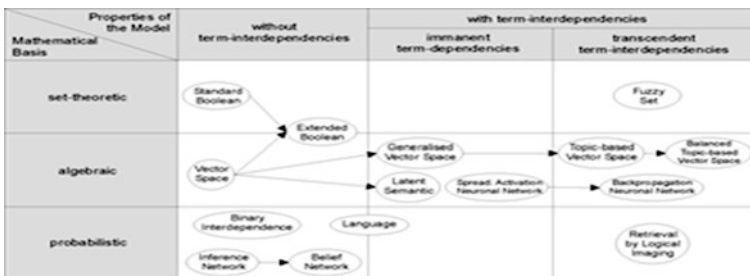 Properties of
the Model
Mathematical
Basis
without
term-interdependencies
with term-interdependencies
immanent
term-dependencies
transcendent
term-interdependencies
set-theoretic
Standard
Boolean
Extended
Boolean
Fuzzy
Set
algebraic
Vector
Space
Generalised
Vector Space
Latent
Semantic
Spread. Activation
Neuronal Network
Topic-based
Vector Space
Balanced
Topic-based
Vector Space
Backpropagation
Neuronal Network
probabilistic
Binary
Interdependence
Language
Inference
Network
Belief
Network
Retrieval
by Logical
Imaging